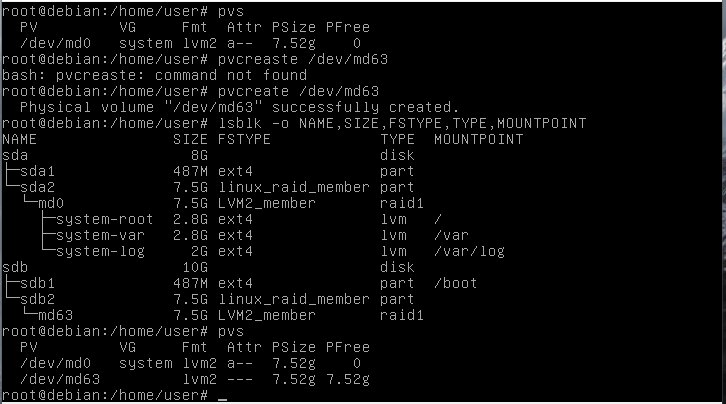 root@debian:/home/user# pvs
  PV         VG     Fmt  Attr PSize PFree
  /dev/md0   system lvm2 a--  7.52g    0
root@debian:/home/user# pvcreaste /dev/md63
bash: pvcreaste: command not found
root@debian:/home/user# pvcreate /dev/md63
  Physical volume "/dev/md63" successfully created.
root@debian:/home/user# lsblk -o NAME,SIZE,FSTYPE,TYPE,MOUNTPOINT
NAME               SIZE FSTYPE            TYPE  MOUNTPOINT
sda                  8G                   disk
├─sda1             487M ext4              part
└─sda2             7.5G linux_raid_member part
  └─md0            7.5G LVM2_member       raid1
    ├─system-root  2.8G ext4              lvm   /
    ├─system-var   2.8G ext4              lvm   /var
    └─system-log     2G ext4              lvm   /var/log
sdb                 10G                   disk
├─sdb1             487M ext4              part  /boot
└─sdb2             7.5G linux_raid_member part
  └─md63           7.5G LVM2_member       raid1
root@debian:/home/user# pvs
  PV         VG     Fmt  Attr PSize PFree
  /dev/md0   system lvm2 a--  7.52g    0
  /dev/md63         lvm2 ---  7.52g 7.52g
root@debian:/home/user# _